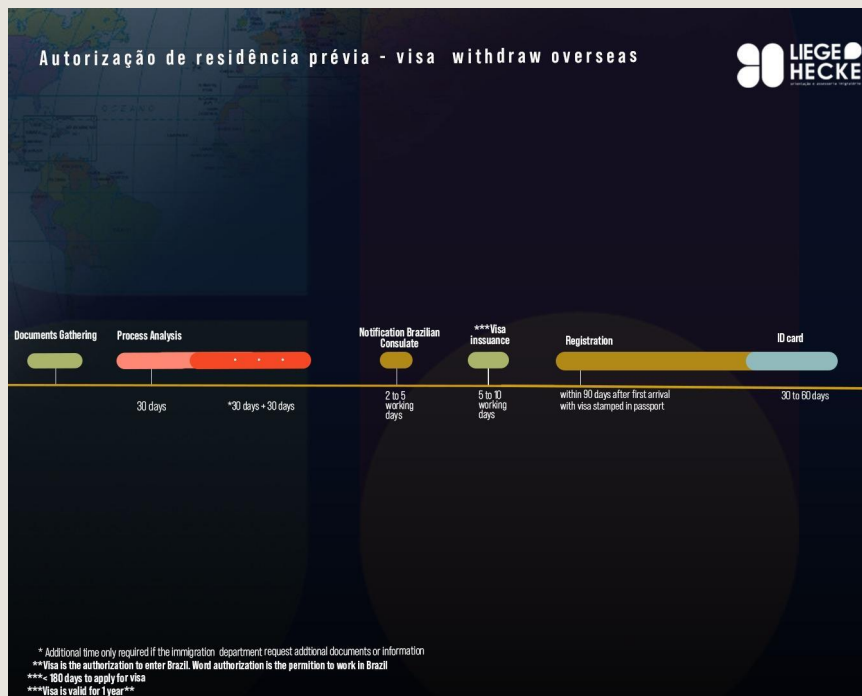 Autorização de residência prévia - visa withdraw overseas
LIEGE
HECKE
Documents Gathering
Process Analysis
Notification Brazilian
Consulate
***Visa
inssuance
Registration
ID card
30 days
*30 days + 30 days
2 to 5
working
days
5 to 10
working
days
within 90 days after first arrival
with visa stamped in passport
30 to 60 days
* Additional time only required if the immigration department request addtional documents or information
**Visa is the authorization to enter Brazil. Word authorization is the permition to work in Brazil
***< 180 days to apply for visa
***Visa is valid for 1 year**